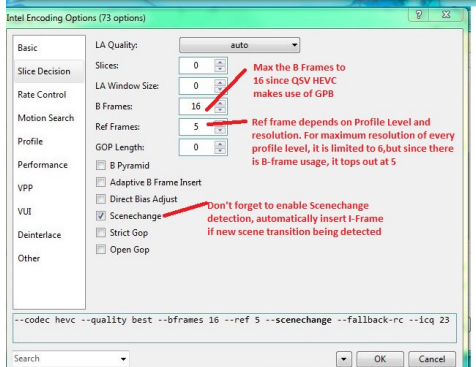 Intel Encoding Options (73 options)
Basic
Slice Decision
Rate Control
Motion Search
Profile
Performance
VPP
VUI
Deinterlace
Other
LA Quality: auto
Slices: 0
LA Window Size: 0
B Frames: 16
Ref Frames: 5
GOP Length: 0
B Pyramid
Adaptive B Frame Insert
Direct Bias Adjust
Scenechange
Strict Gop
Open Gop
Max the B Frames to
16 since QSV HEVC
makes use of GPB
Ref frame depends on Profile Level and
resolution. For maximum resolution of every
profile level, it is limited to 6,but since there
is B-frame usage, it tops out at 5
Don't forget to enable Scenechange
detection, automatically insert I-Frame
if new scene transition being detected
--codec hevc --quality best --bframes 16 --ref 5 --scenechange --fallback-rc --icq 23
Search
OK
Cancel